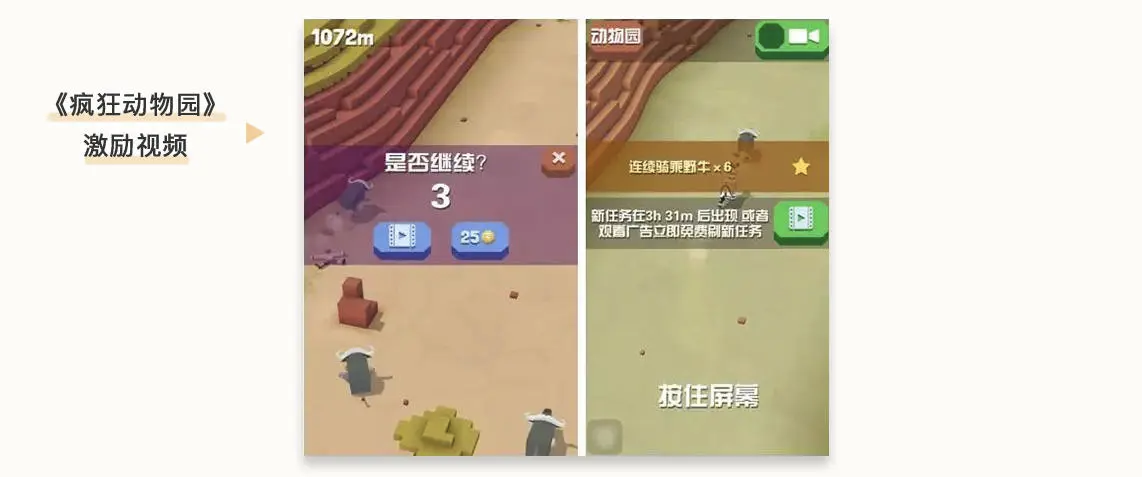 《疯狂动物园》
激励视频
1072m
是否继续?
3
25
动物园
连续骑乘野牛 x 6
新任务在3h 31m 后出现 或者
观看广告立即免费刷新任务
按住屏幕